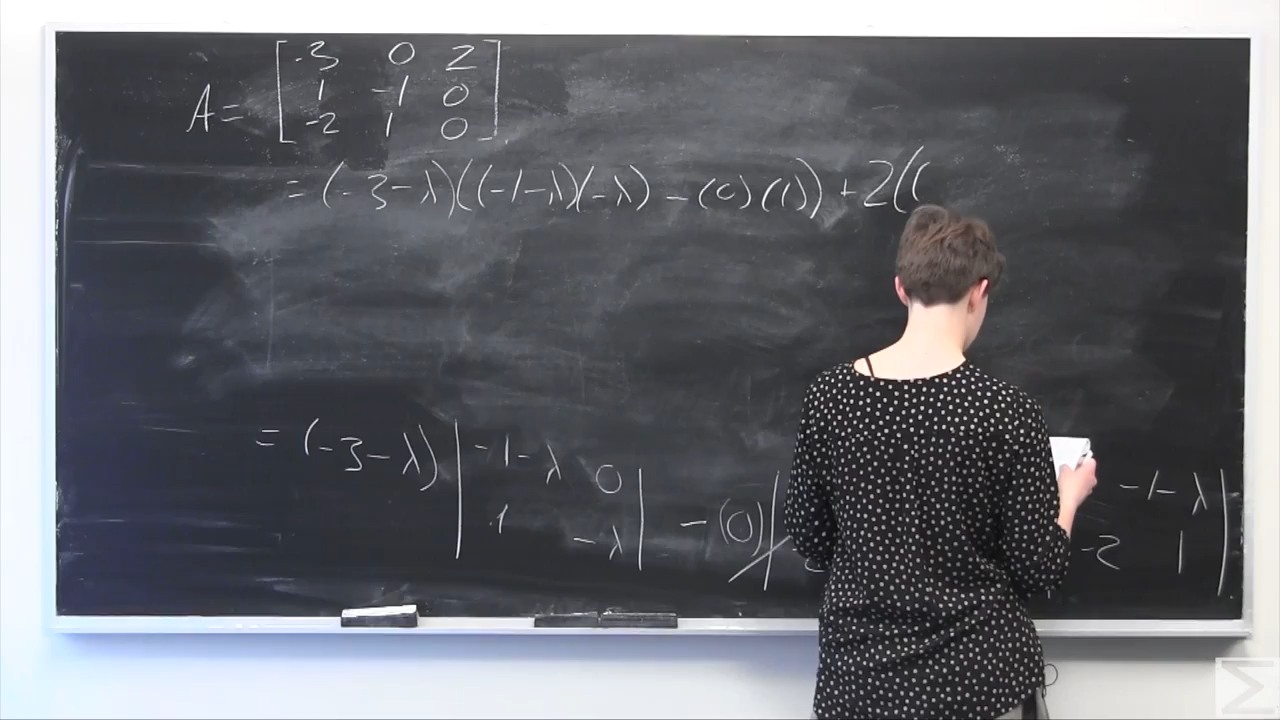 A = [ -3 0 2
1 -1 0
-2 1 0 ]
= (-3-λ)((-1-λ)(-λ) - (0)(1)) + 2((
= (-3-λ) | -1-λ 0 | - (0) | -1-λ |
1 -λ -2 1
Σ